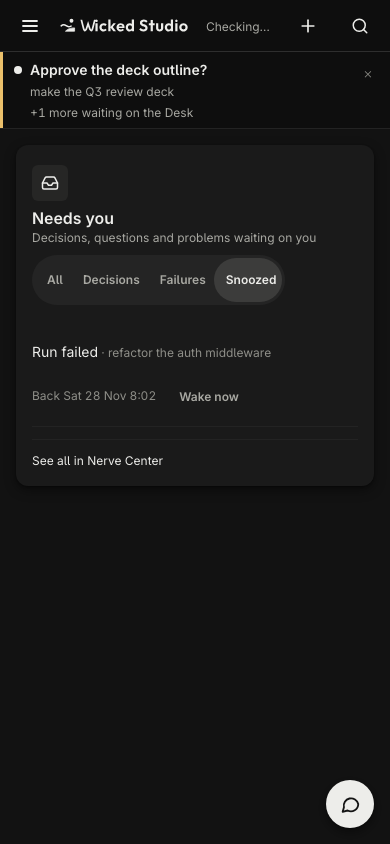 Wicked Studio
Checking...
Approve the deck outline?
make the Q3 review deck
+1 more waiting on the Desk
Needs you
Decisions, questions and problems waiting on you
All Decisions Failures Snoozed
Run failed · refactor the auth middleware
Back Sat 28 Nov 8:02 Wake now
See all in Nerve Center